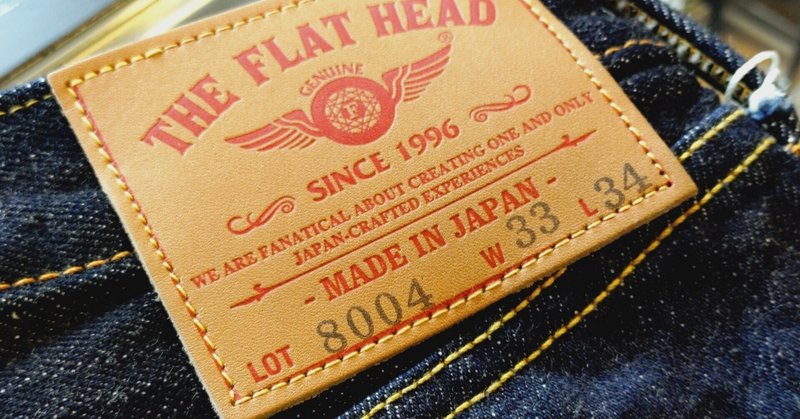 THE FLAT HEAD
®
GENUINE
F
SINCE 1996
WE ARE FANATICAL ABOUT CREATING ONE AND ONLY
JAPAN-CRAFTED EXPERIENCES
- MADE IN JAPAN -
LOT 8004 W 33 L 34